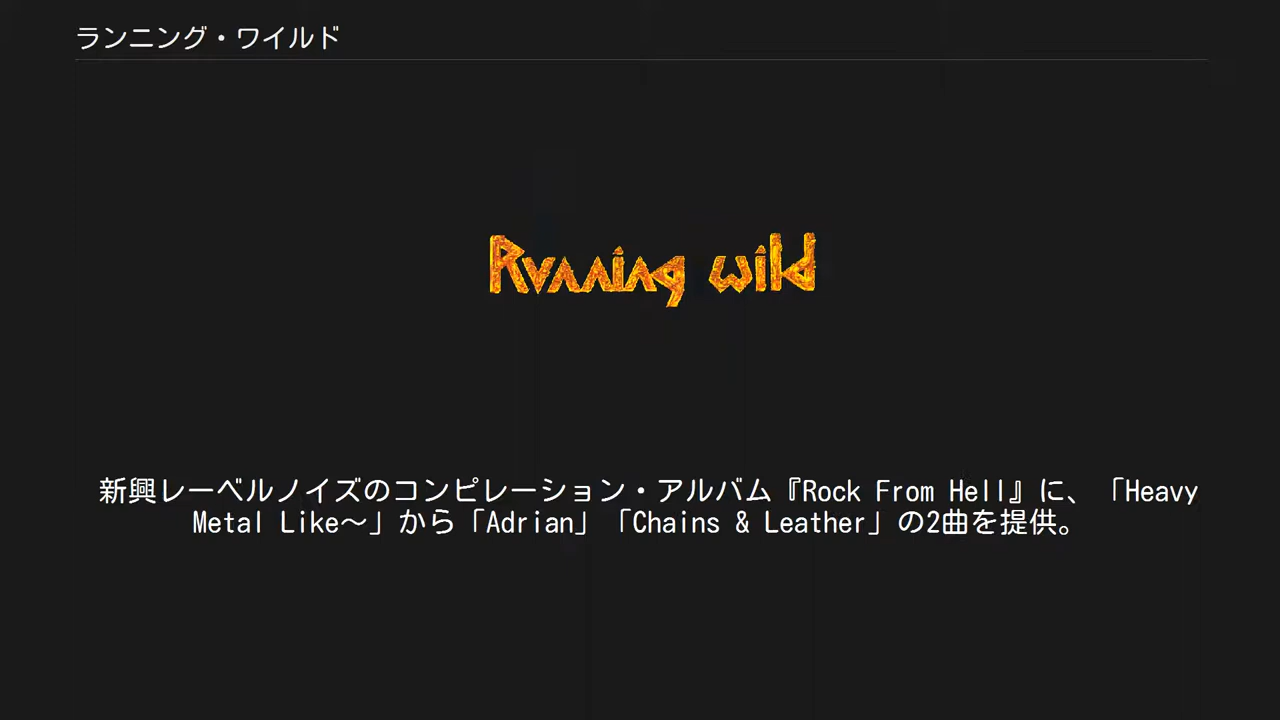 ランニング・ワイルド
Running wild
新興レーベルノイズのコンピレーション・アルバム『Rock From Hell』に、「Heavy
Metal Like～」から「Adrian」「Chains & Leather」の2曲を提供。